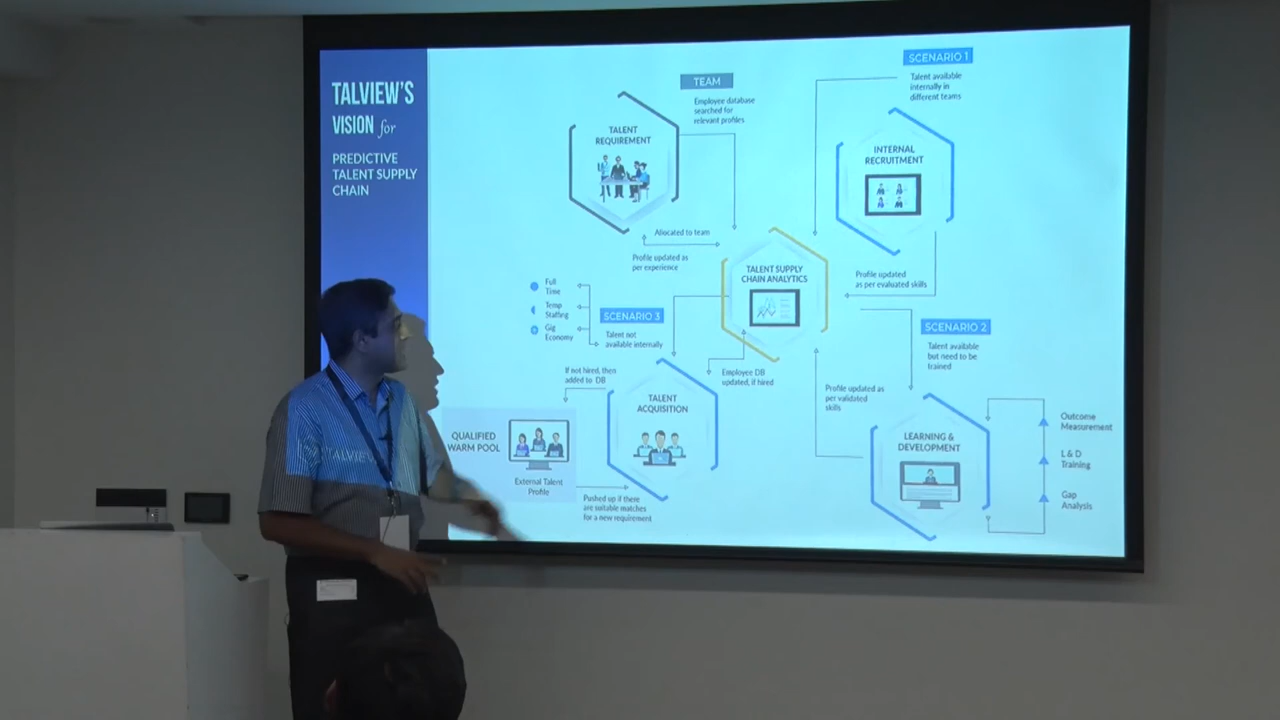 TALVIEW'S
VISION for
PREDICTIVE
TALENT SUPPLY
CHAIN
TEAM
Employee database
searched for
relevant profiles
TALENT
REQUIREMENT
SCENARIO 1
Talent available
internally in
different teams
INTERNAL
RECRUITMENT
Allocated to team
Profile updated as
per experience
TALENT SUPPLY
CHAIN ANALYTICS
Profile updated
as per evaluated skills
Full
Time
Temp
Staffing
Gig
Economy
SCENARIO 3
Talent not
available internally
SCENARIO 2
Talent available
but need to be
trained
If not hired, then
added to DB
Employee DB
updated, if hired
Profile updated as
per validated
skills
TALENT
ACQUISITION
QUALIFIED
WARM POOL
External Talent
Profile
Pushed up if there
are suitable matches
for a new requirement
LEARNING &
DEVELOPMENT
Outcome
Measurement
L & D
Training
Gap
Analysis